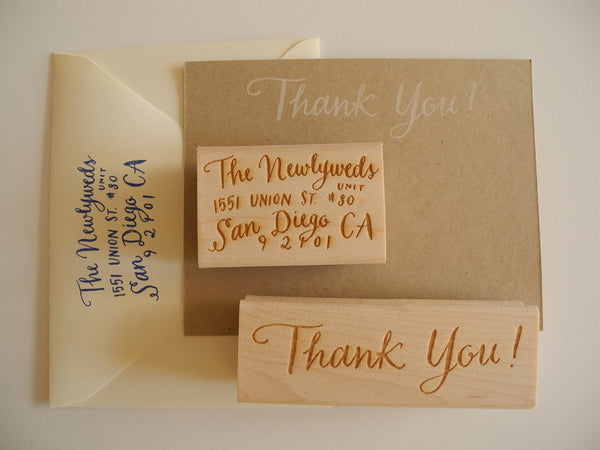 Thank You!
The Newlyweds
UNIT
1551 UNION ST. #80
San Diego CA
92101
The Newlyweds
UNIT
1551 UNION ST. #80
San Diego CA
92101
Thank You!